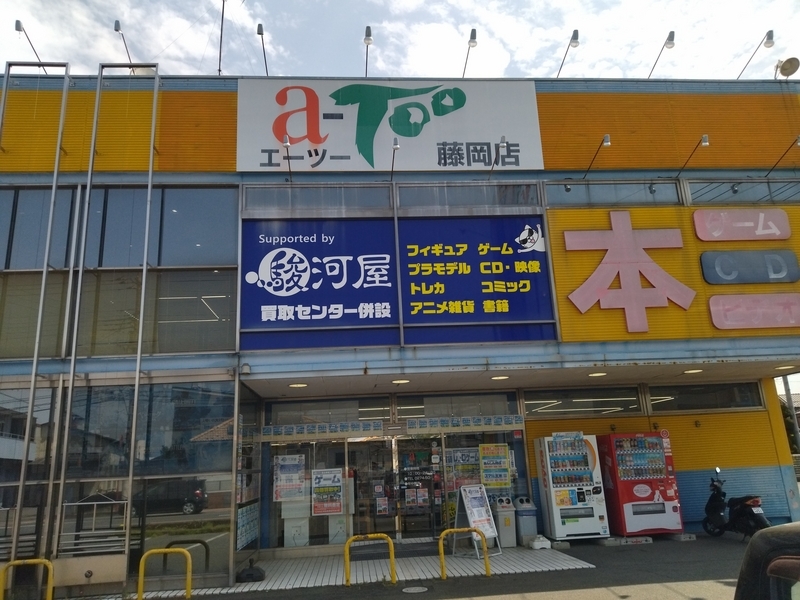 a-Too
エーツー 藤岡店
Supported by
駿河屋
買取センター併設
フィギュア ゲーム
プラモデル CD・映像
トレカ コミック
アニメ雑貨 書籍
本
ゲーム
CD
ビデオ
ゲーム